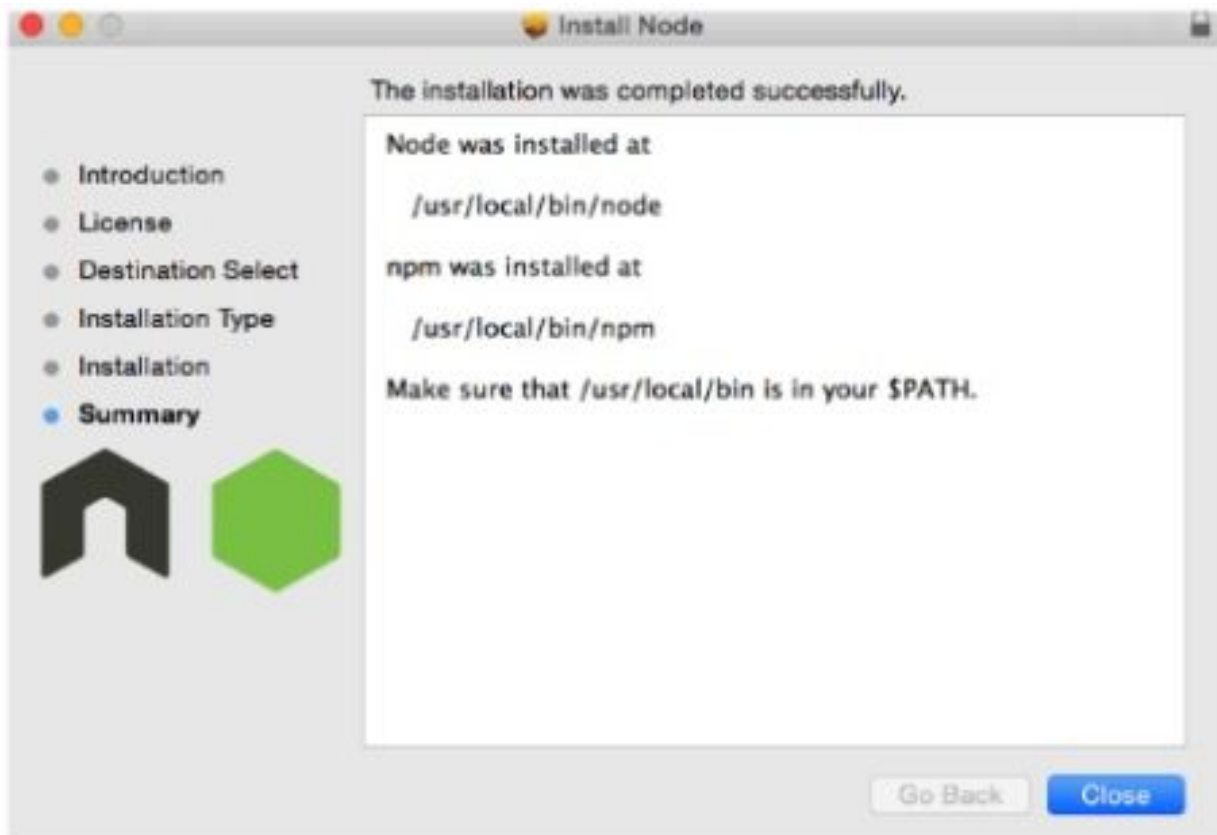 Install Node
The installation was completed successfully.
Introduction
License
Destination Select
Installation Type
Installation
Summary
Node was installed at
/usr/local/bin/node
npm was installed at
/usr/local/bin/npm
Make sure that /usr/local/bin is in your $PATH.
Go Back
Close